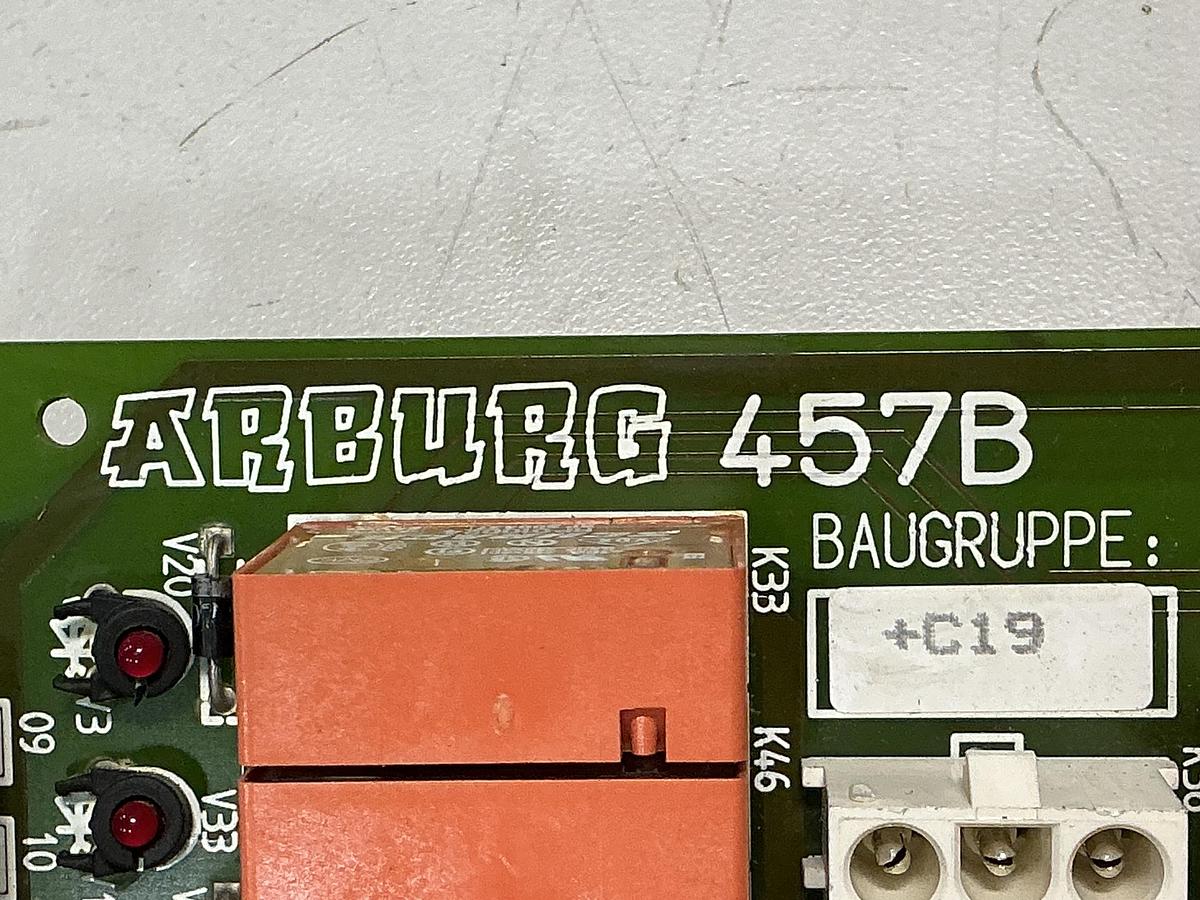 ARBURG 457B
BAUGRUPPE:
+C19
V20
K33
V3
09
K46
V33
10